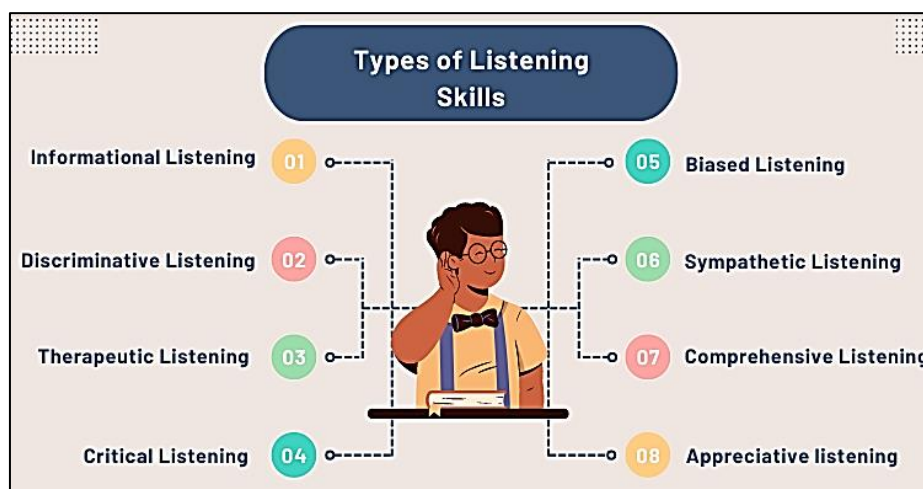 Types of Listening
Skills
Informational Listening 01
Discriminative Listening 02
Therapeutic Listening 03
Critical Listening 04
05 Biased Listening
06 Sympathetic Listening
07 Comprehensive Listening
08 Appreciative listening